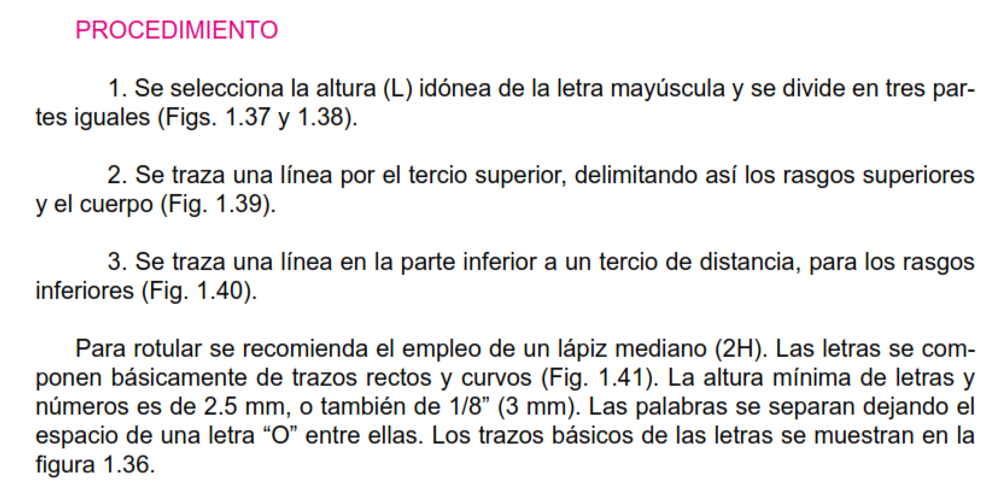 PROCEDIMIENTO
1. Se selecciona la altura (L) idónea de la letra mayúscula y se divide en tres par-
tes iguales (Figs. 1.37 y 1.38).
2. Se traza una línea por el tercio superior, delimitando así los rasgos superiores
y el cuerpo (Fig. 1.39).
3. Se traza una línea en la parte inferior a un tercio de distancia, para los rasgos
inferiores (Fig. 1.40).
Para rotular se recomienda el empleo de un lápiz mediano (2H). Las letras se com-
ponen básicamente de trazos rectos y curvos (Fig. 1.41). La altura mínima de letras y
números es de 2.5 mm, o también de 1/8” (3 mm). Las palabras se separan dejando el
espacio de una letra “O” entre ellas. Los trazos básicos de las letras se muestran en la
figura 1.36.